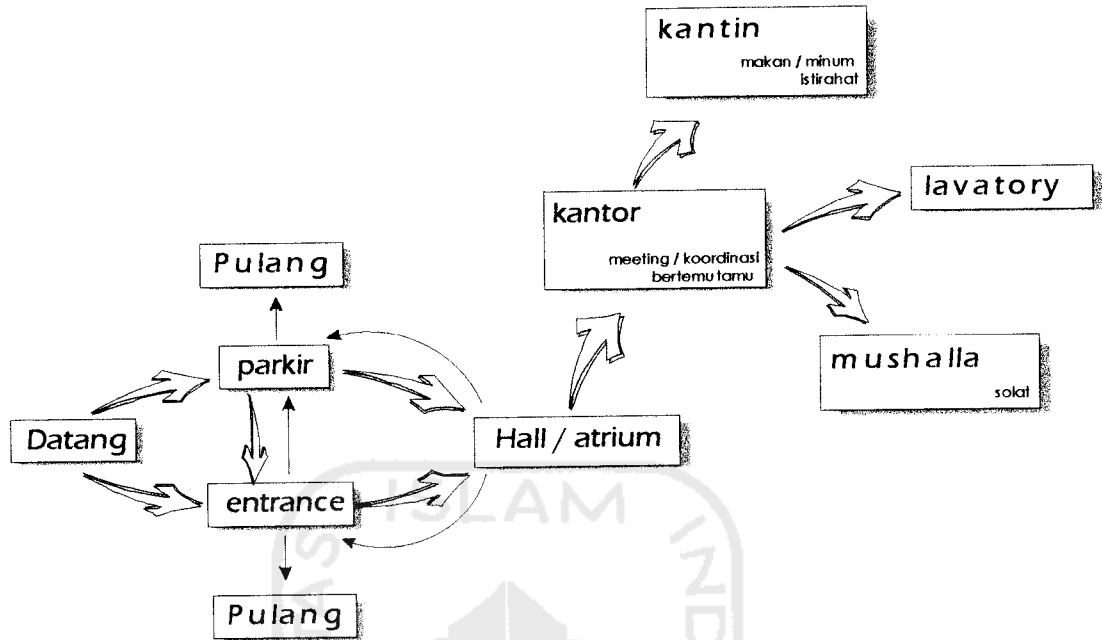 kantin
makan / minum
istirahat
lavatory
kantor
meeting / koordinasi
bertemu tamu
Pulang
mushalla
solat
parkir
Datang
Hall / atrium
entrance
ISLAM
Pulang